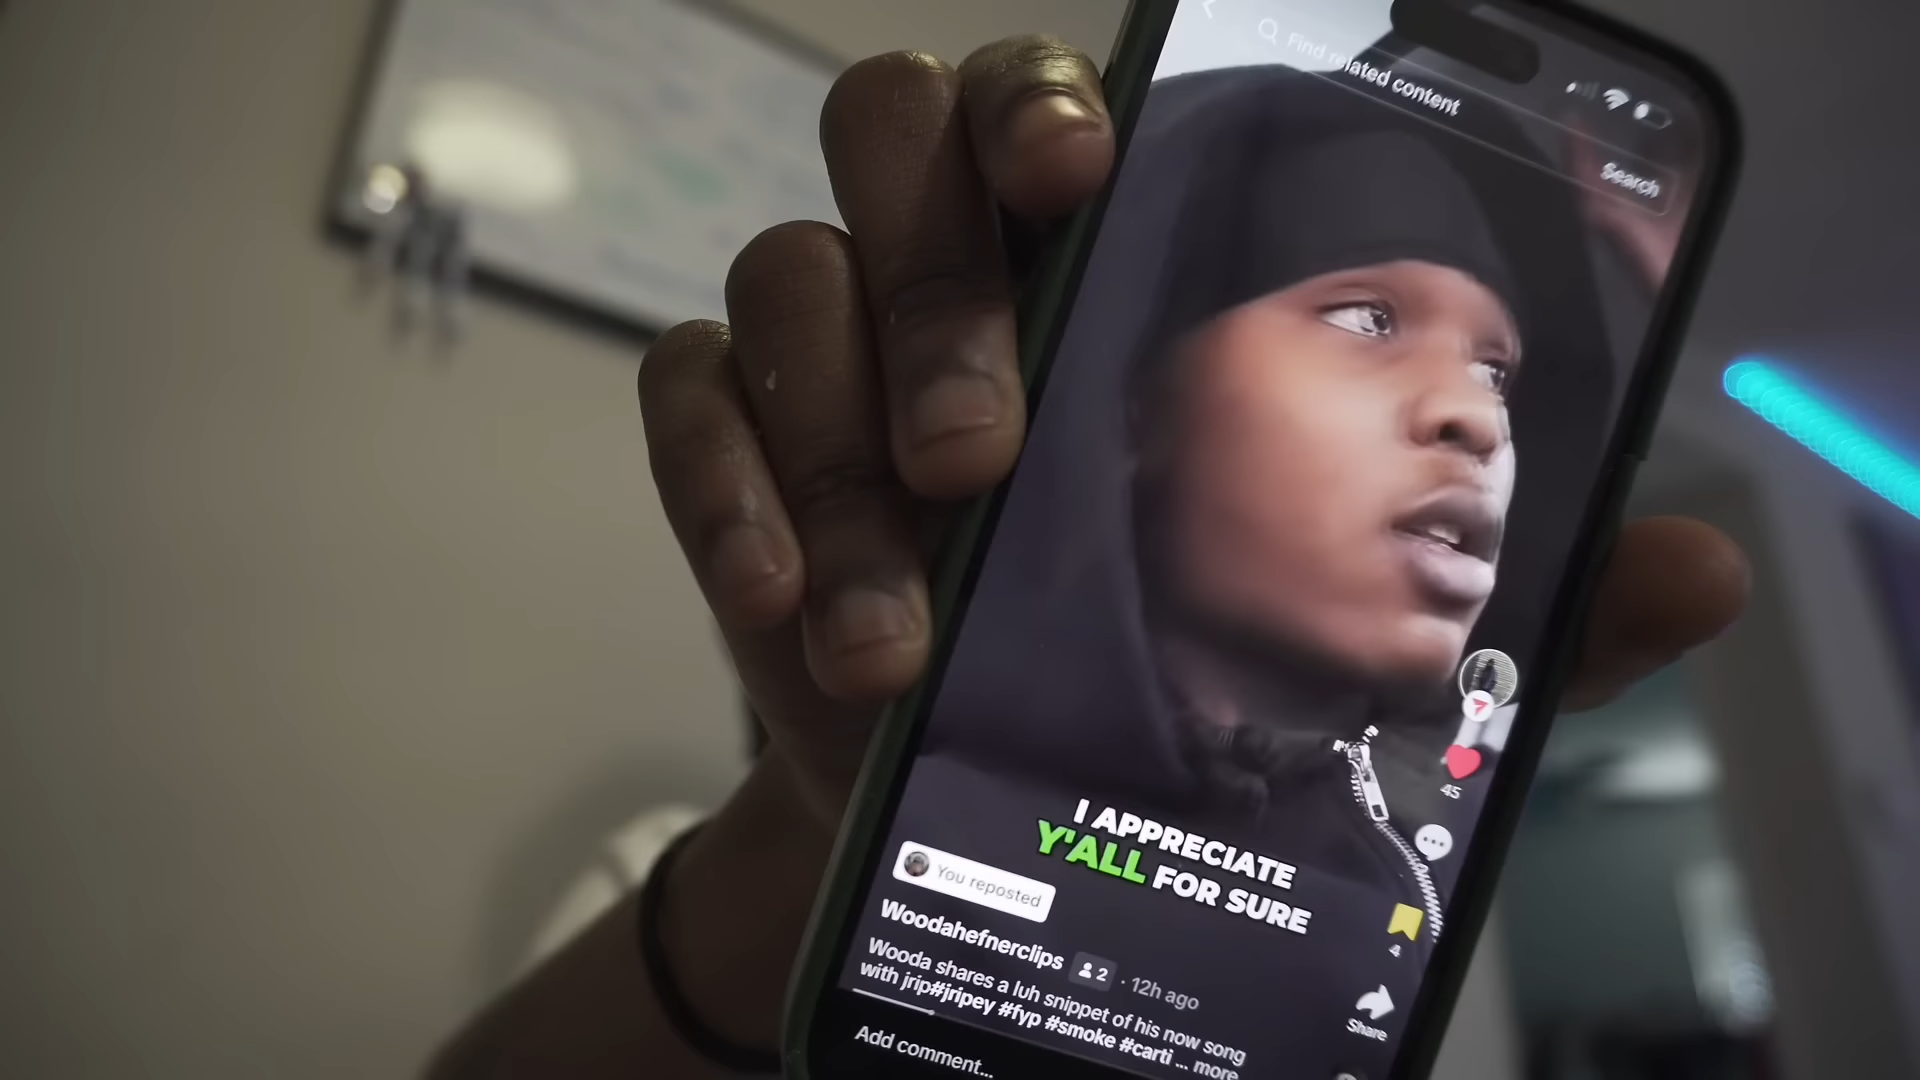 Find related content
Search
45
I APPRECIATE
Y'ALL FOR SURE
You reposted
Woodahefnerclips 2 · 12h ago
4
Wooda shares a luh snippet of his now song
with jrip#jripey #fyp #smoke #carti ... more
Share
Add comment...